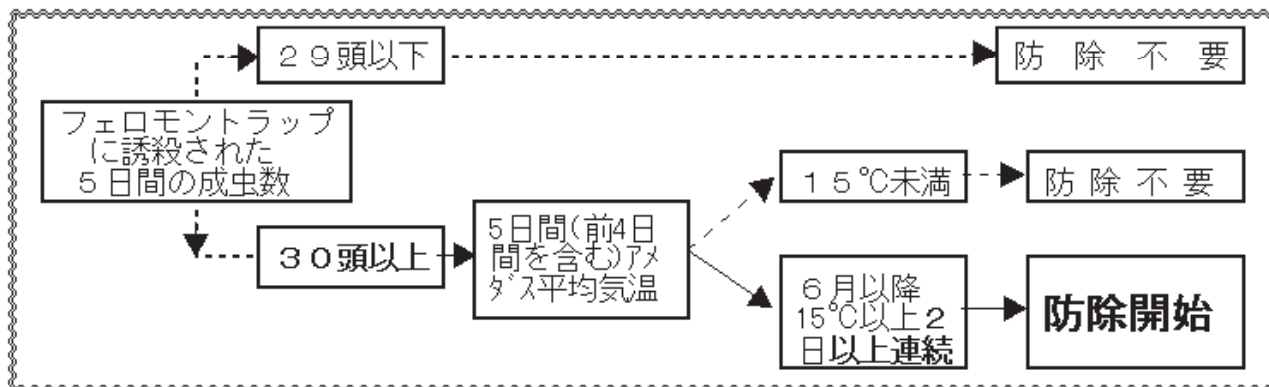 ２９頭以下
防除不要
フェロモントラップ
に誘殺された
５日間の成虫数
３０頭以上
5日間(前4日
間を含む)ｱﾒ
ﾀﾞｽ平均気温
１５℃未満
防除不要
６月以降
15℃以上２
日以上連続
防除開始